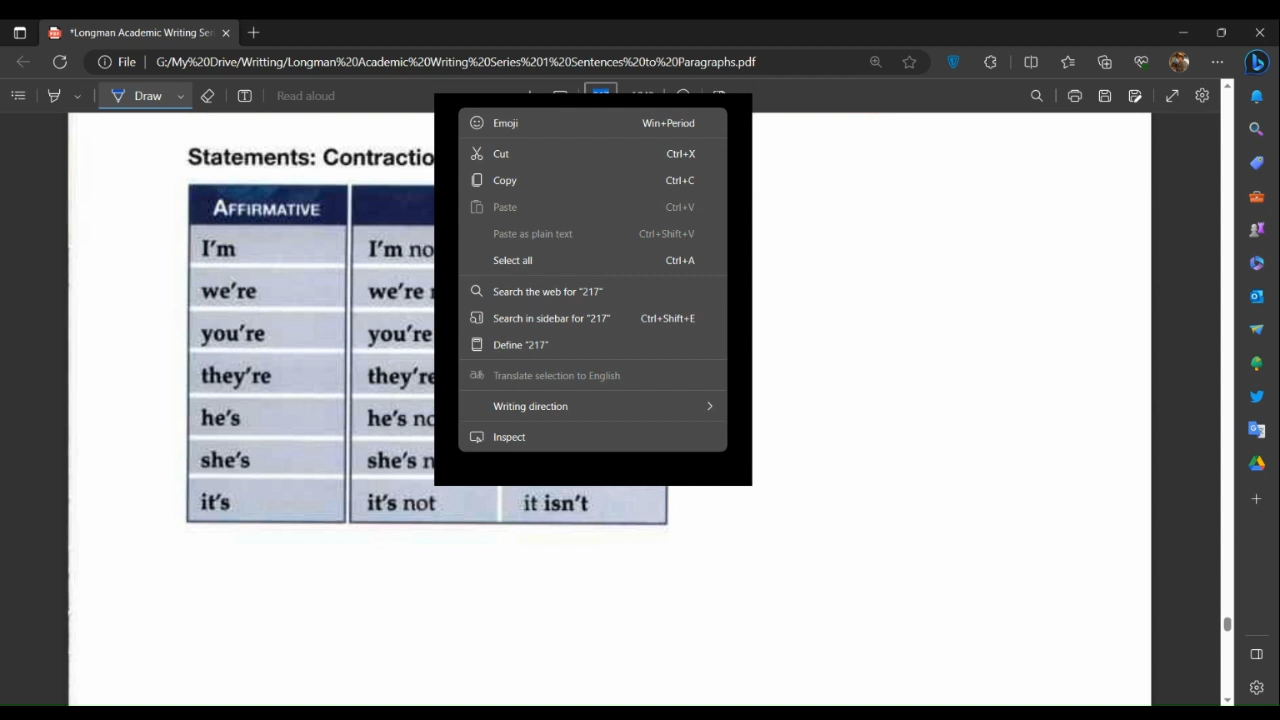 *Longman Academic Writing Ser
File
G:/My%20Drive/Writting/Longman%20Academic%20Writing%20Series%201%20Sentences%20to%20Paragraphs.pdf
Draw
Read aloud
217
Emoji Win+Period
Cut Ctrl+X
Copy Ctrl+C
Paste Ctrl+V
Paste as plain text Ctrl+Shift+V
Select all Ctrl+A
Search the web for "217"
Search in sidebar for "217" Ctrl+Shift+E
Define "217"
Translate selection to English
Writing direction
Inspect
Statements: Contractio
AFFIRMATIVE
I'm I'm no
we're we're
you're you're
they're they're
he's he's no
she's she's n
it's it's not it isn't